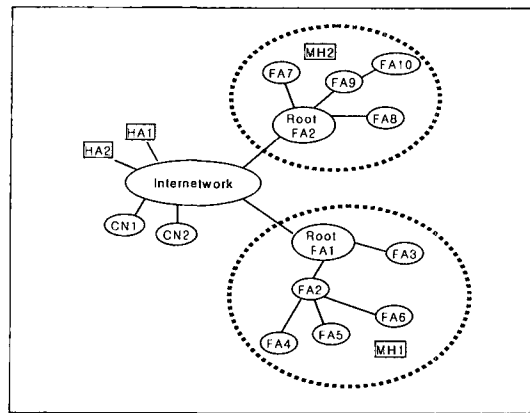 MH2
FA7
FA9
FA10
Root
FA2
FA8
HA1
HA2
Internetwork
CN1
CN2
Root
FA1
FA3
FA2
FA6
FA4
FA5
MH1